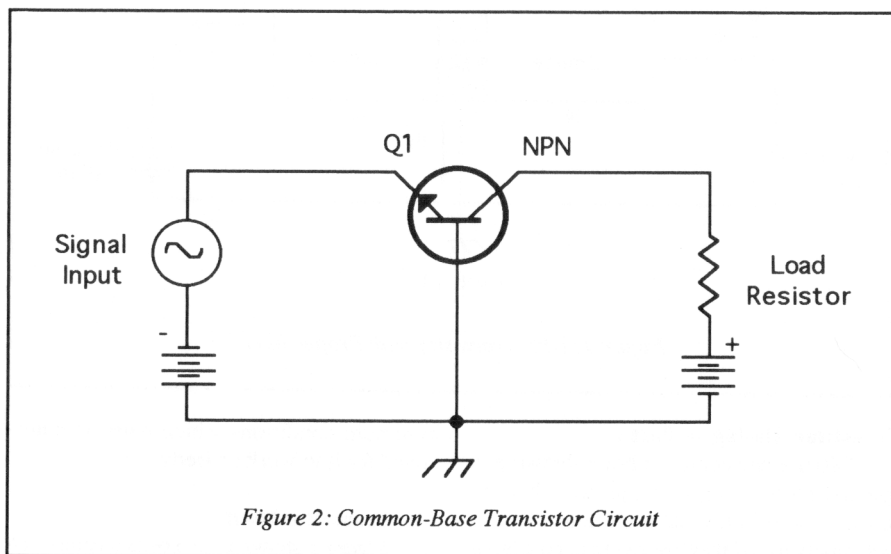 Q1
NPN
Signal
Input
Load
Resistor
-
+
Figure 2: Common-Base Transistor Circuit